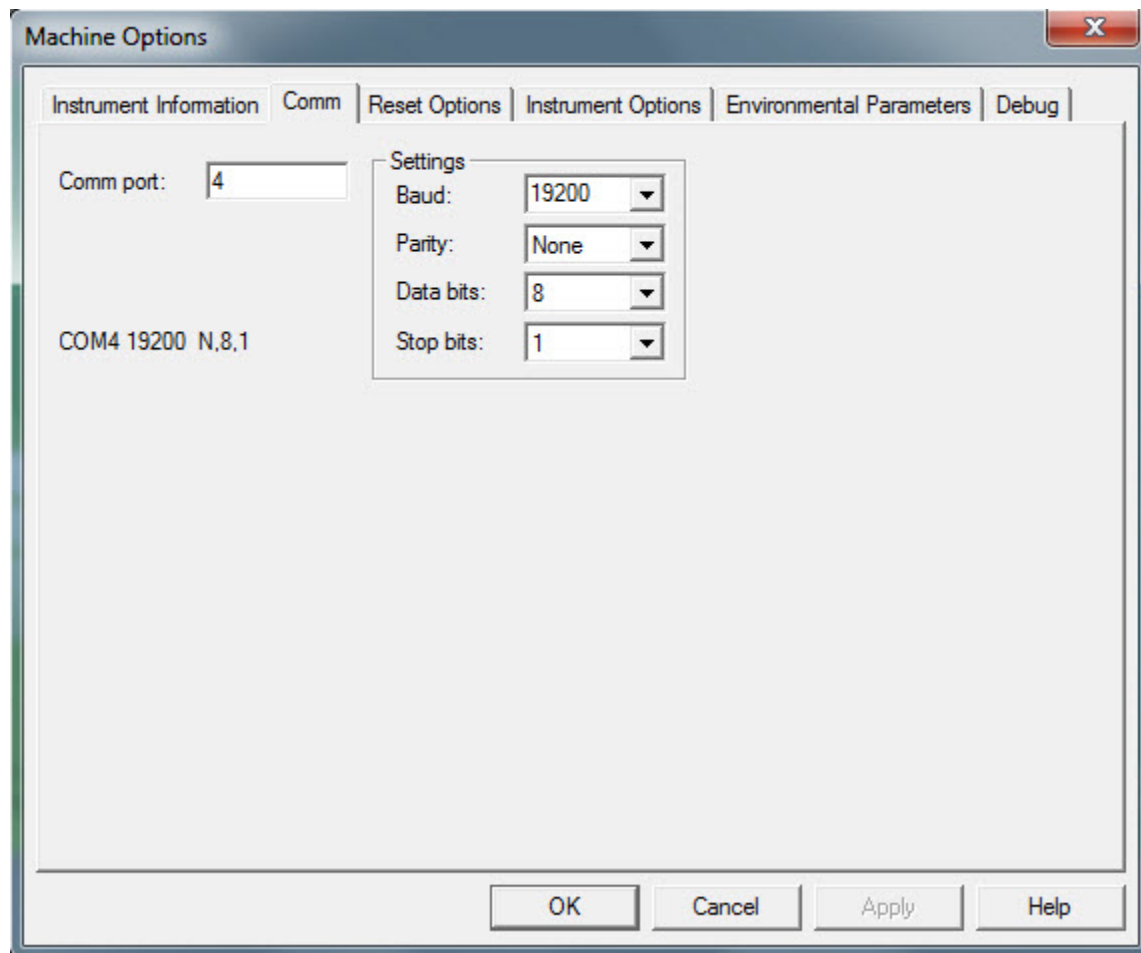 Machine Options
Instrument Information Comm Reset Options Instrument Options Environmental Parameters Debug
Comm port: 4
Settings
Baud: 19200
Parity: None
Data bits: 8
COM4 19200 N,8,1
Stop bits: 1
OK Cancel Apply Help